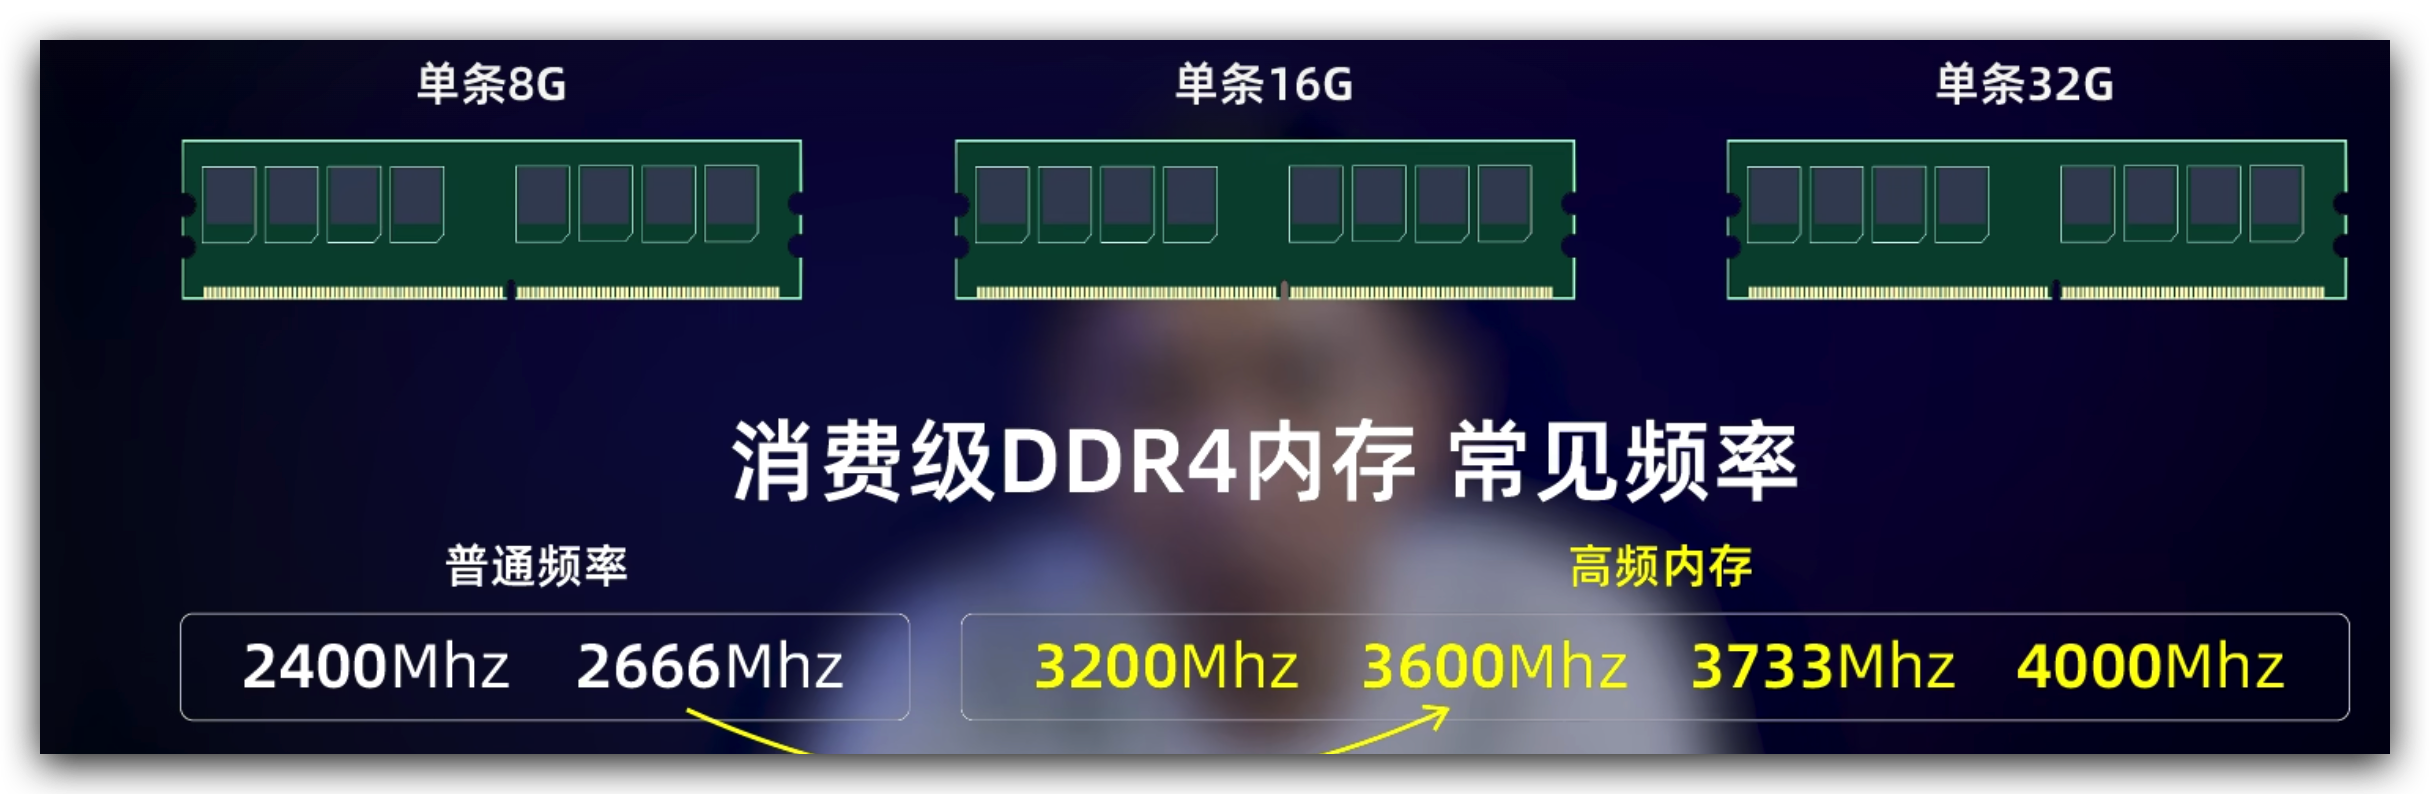 单条8G 单条16G 单条32G
消费级DDR4内存 常见频率
普通频率 高频内存
2400Mhz 2666Mhz 3200Mhz 3600Mhz 3733Mhz 4000Mhz